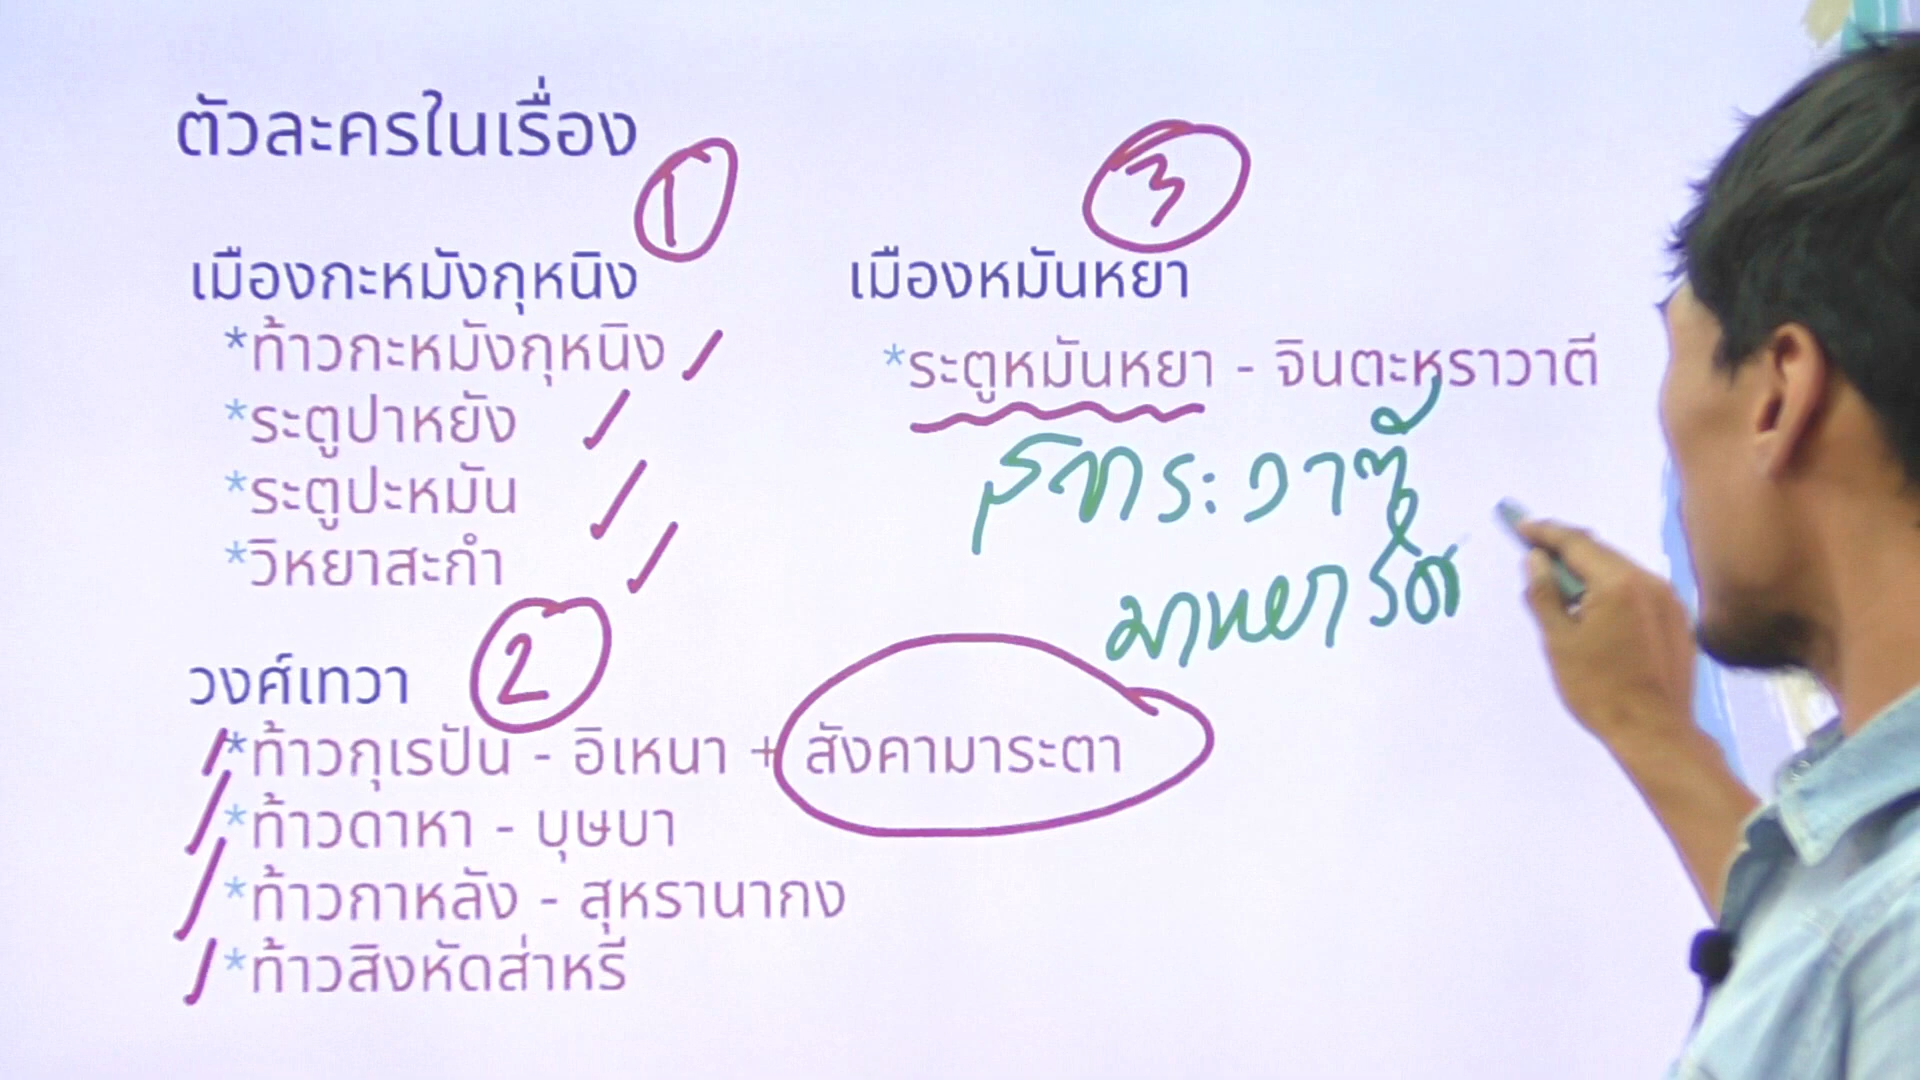 ตัวละครในเรื่อง
1
เมืองกะหมังกุหนิง
*ท้าวกะหมังกุหนิง
*ระตูปาหยัง
*ระตูปะหมัน
*วิหยาสะกำ
2
วงศ์เทวา
*ท้าวกุเรปัน - อิเหนา + สังคามาระตา
*ท้าวดาหา - บุษบา
*ท้าวกาหลัง - สุหรานากง
*ท้าวสิงหัดส่าหรี
3
เมืองหมันหยา
*ระตูหมันหยา - จินตะหราวาตี
มาหยารัศ